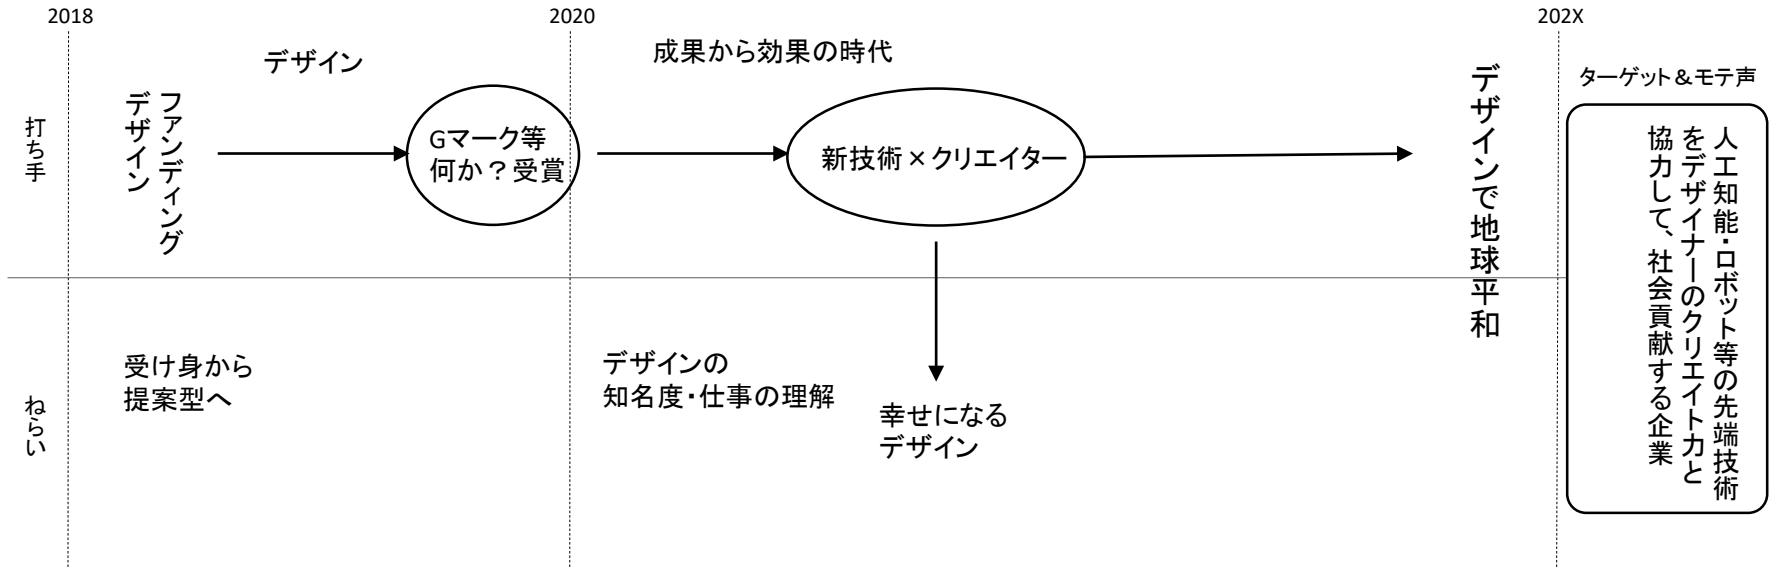 2018
2020
202X
デザイン
成果から効果の時代
ターゲット＆モテ声
打ち手
ファンディング
デザイン
Gマーク等
何か？受賞
新技術×クリエイター
デザインで地球平和
人工知能・ロボット等の先端技術
をデザイナーのクリエイト力と
協力して、社会貢献する企業
ねらい
受け身から
提案型へ
デザインの
知名度・仕事の理解
幸せになる
デザイン